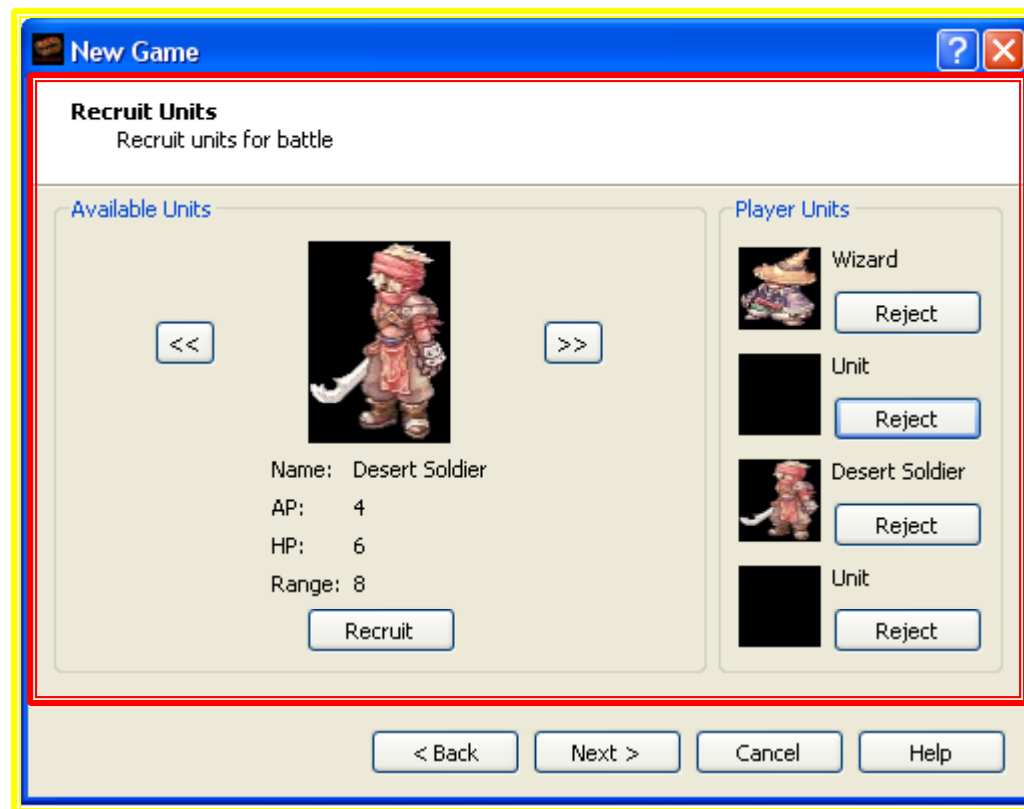 New Game
?
Recruit Units
Recruit units for battle
Available Units
<<
>>
Name: Desert Soldier
AP: 4
HP: 6
Range: 8
Recruit
Player Units
Wizard
Reject
Unit
Reject
Desert Soldier
Reject
Unit
Reject
< Back
Next >
Cancel
Help